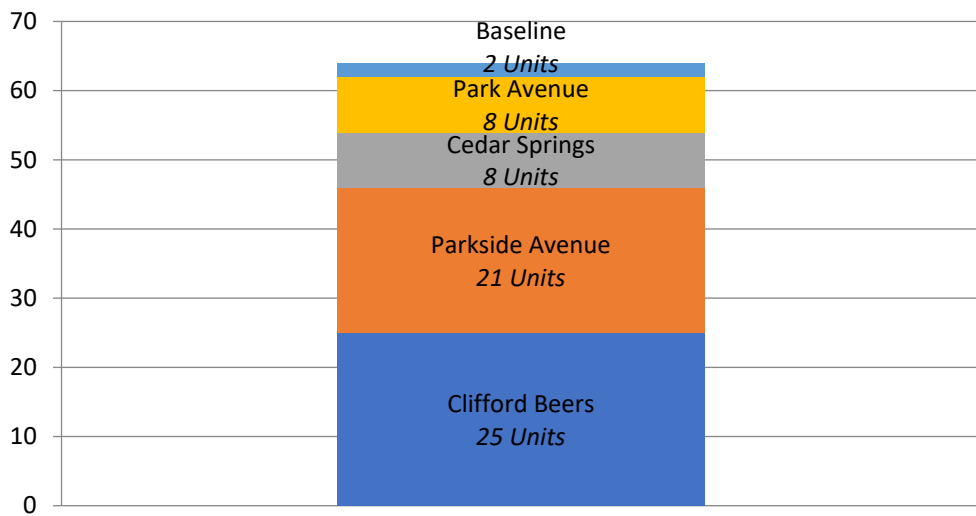 70
60
50
40
30
20
10
0
Baseline
2 Units
Park Avenue
8 Units
Cedar Springs
8 Units
Parkside Avenue
21 Units
Clifford Beers
25 Units